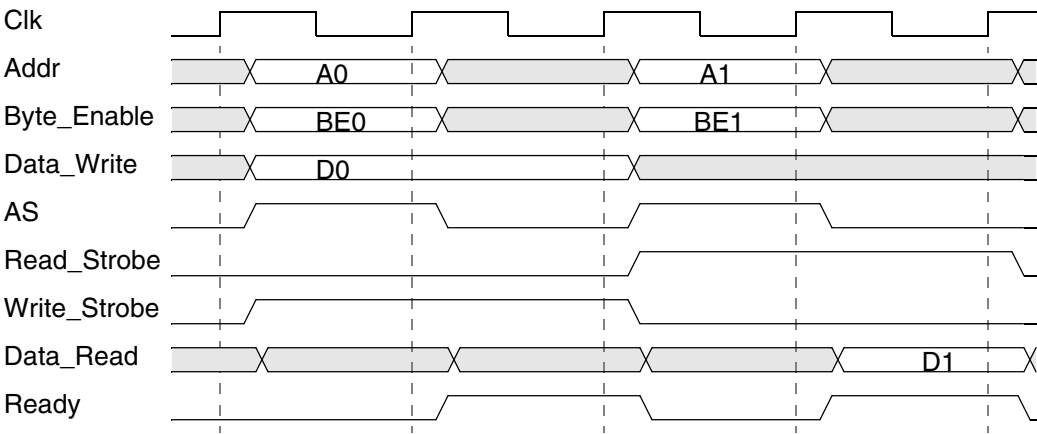 Clk
Addr A0 A1
Byte_Enable BE0 BE1
Data_Write D0
AS
Read_Strobe
Write_Strobe
Data_Read D1
Ready